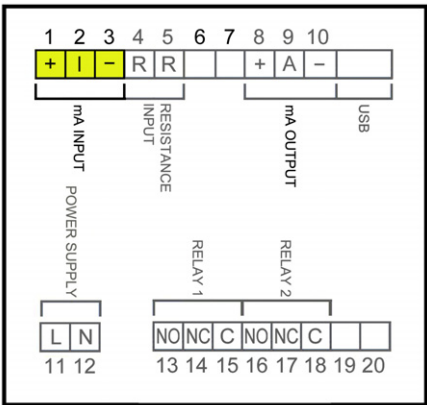 1 2 3 4 5 6 7 8 9 10
+ I − R R + A −
mA INPUT
RESISTANCE
INPUT
mA OUTPUT
USB
POWER SUPPLY
RELAY 1
RELAY 2
L N NO NC C NO NC C
11 12 13 14 15 16 17 18 19 20